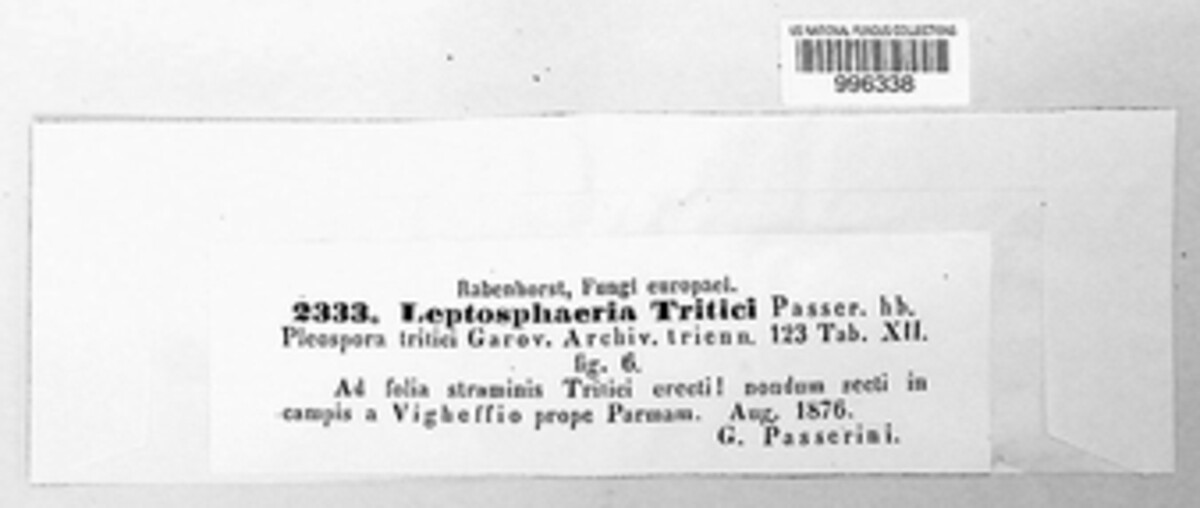 US NATIONAL FUNGUS COLLECTIONS
996338
Rabenhorst, Fungi europaei.
2333. Leptosphaeria Tritici Passer. hb.
Pleospora tritici Garov. Archiv. trienn. 123 Tab. XII.
fig. 6.
Ad folia straminis Tritici erecti! nondum secti in
campis a Vigheffio prope Parmam. Aug. 1876.
G. Passerini.